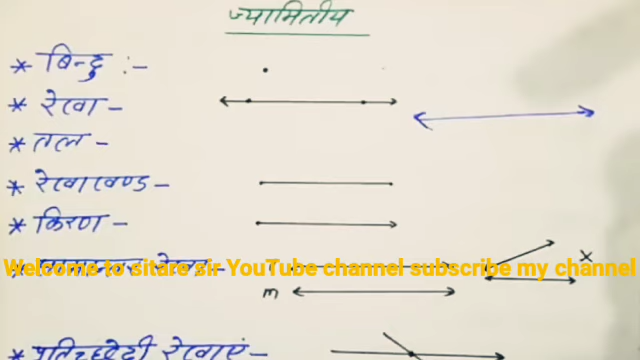 ज्यामितीय
* बिन्दु :-
* रेखा -
* तल -
* रेखाखण्ड -
* किरण -
Welcome to sitare sir YouTube channel subscribe my channel
* रेखा -
x
m
* प्रतिच्छेदी रेखाएं -